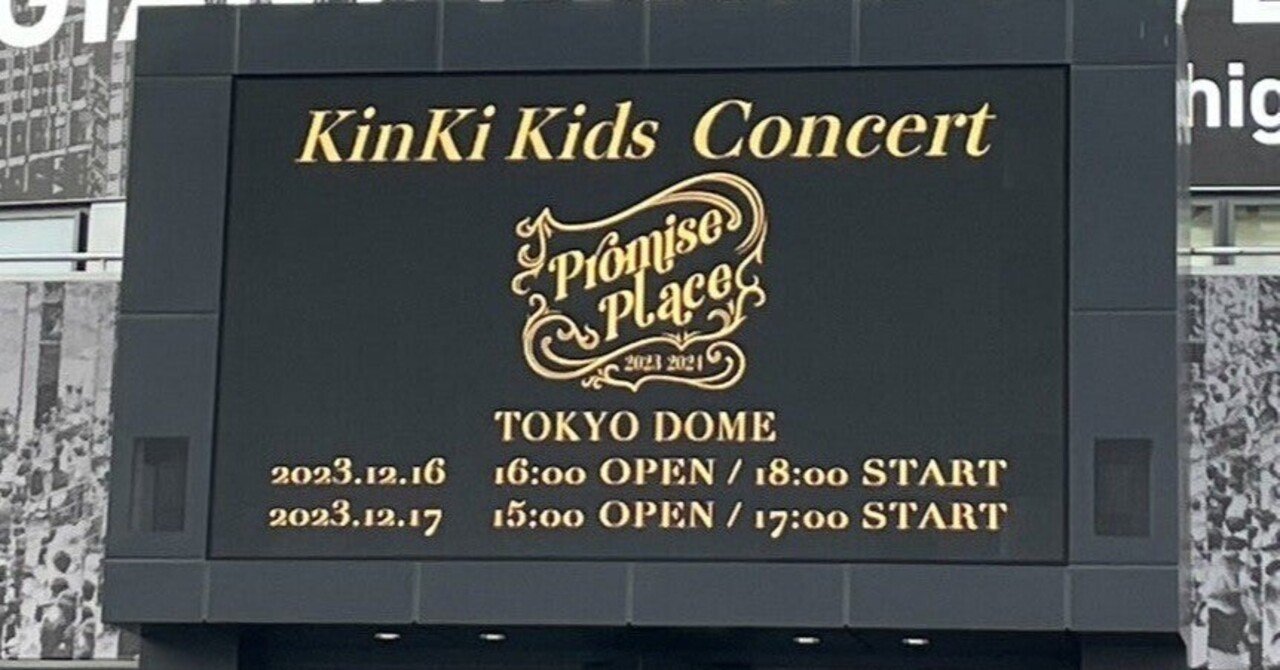 KinKi Kids Concert
Promise
Place
2023 2024
TOKYO DOME
2023.12.16 16:00 OPEN / 18:00 START
2023.12.17 15:00 OPEN / 17:00 START